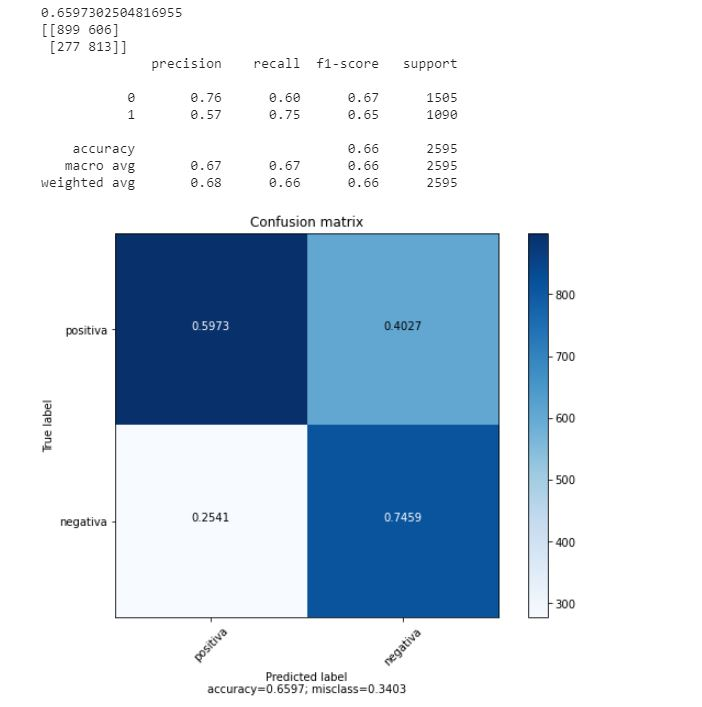 0.6597302504816955
[[899 606]
[277 813]]
precision recall f1-score support
0 0.76 0.60 0.67 1505
1 0.57 0.75 0.65 1090
accuracy 0.66 2595
macro avg 0.67 0.67 0.66 2595
weighted avg 0.68 0.66 0.66 2595
Confusion matrix
800
700
600
500
400
300
True label
positiva
0.5973 0.4027
negativa
0.2541 0.7459
positiva negativa
Predicted label
accuracy=0.6597; misclass=0.3403